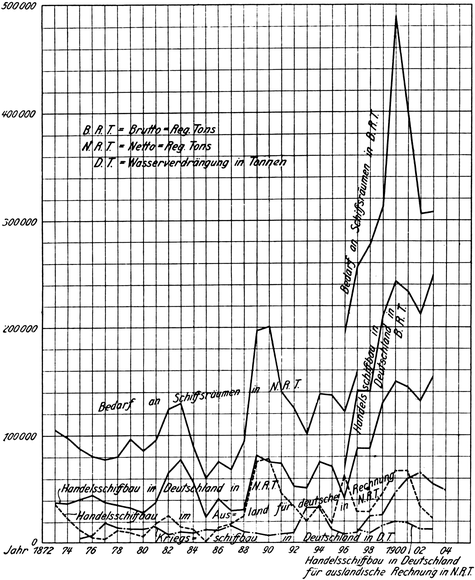 500000
400000
B.R.T. = Brutto=Reg. Tons
N.R.T. = Netto=Reg. Tons
D.T. = Wasserverdrängung in Tonnen
300000
Bedarf an Schiffsräumen in B.R.T.
200000
Handelsschiffbau in
Deutschland in
B.R.T.
Bedarf an Schiffsräumen in N.R.T.
100000
Handelsschiffbau in Deutschland in N.R.T.
Handelsschiffbau im Ausland für deutsche Rechnung
in N.R.T.
Kriegsschiffbau in Deutschland in D.T.
0
Jahr 1872 74 76 78 80 82 84 86 88 90 92 94 96 98 1900 02 04
Handelsschiffbau in Deutschland
für ausländische Rechnung in N.R.T.